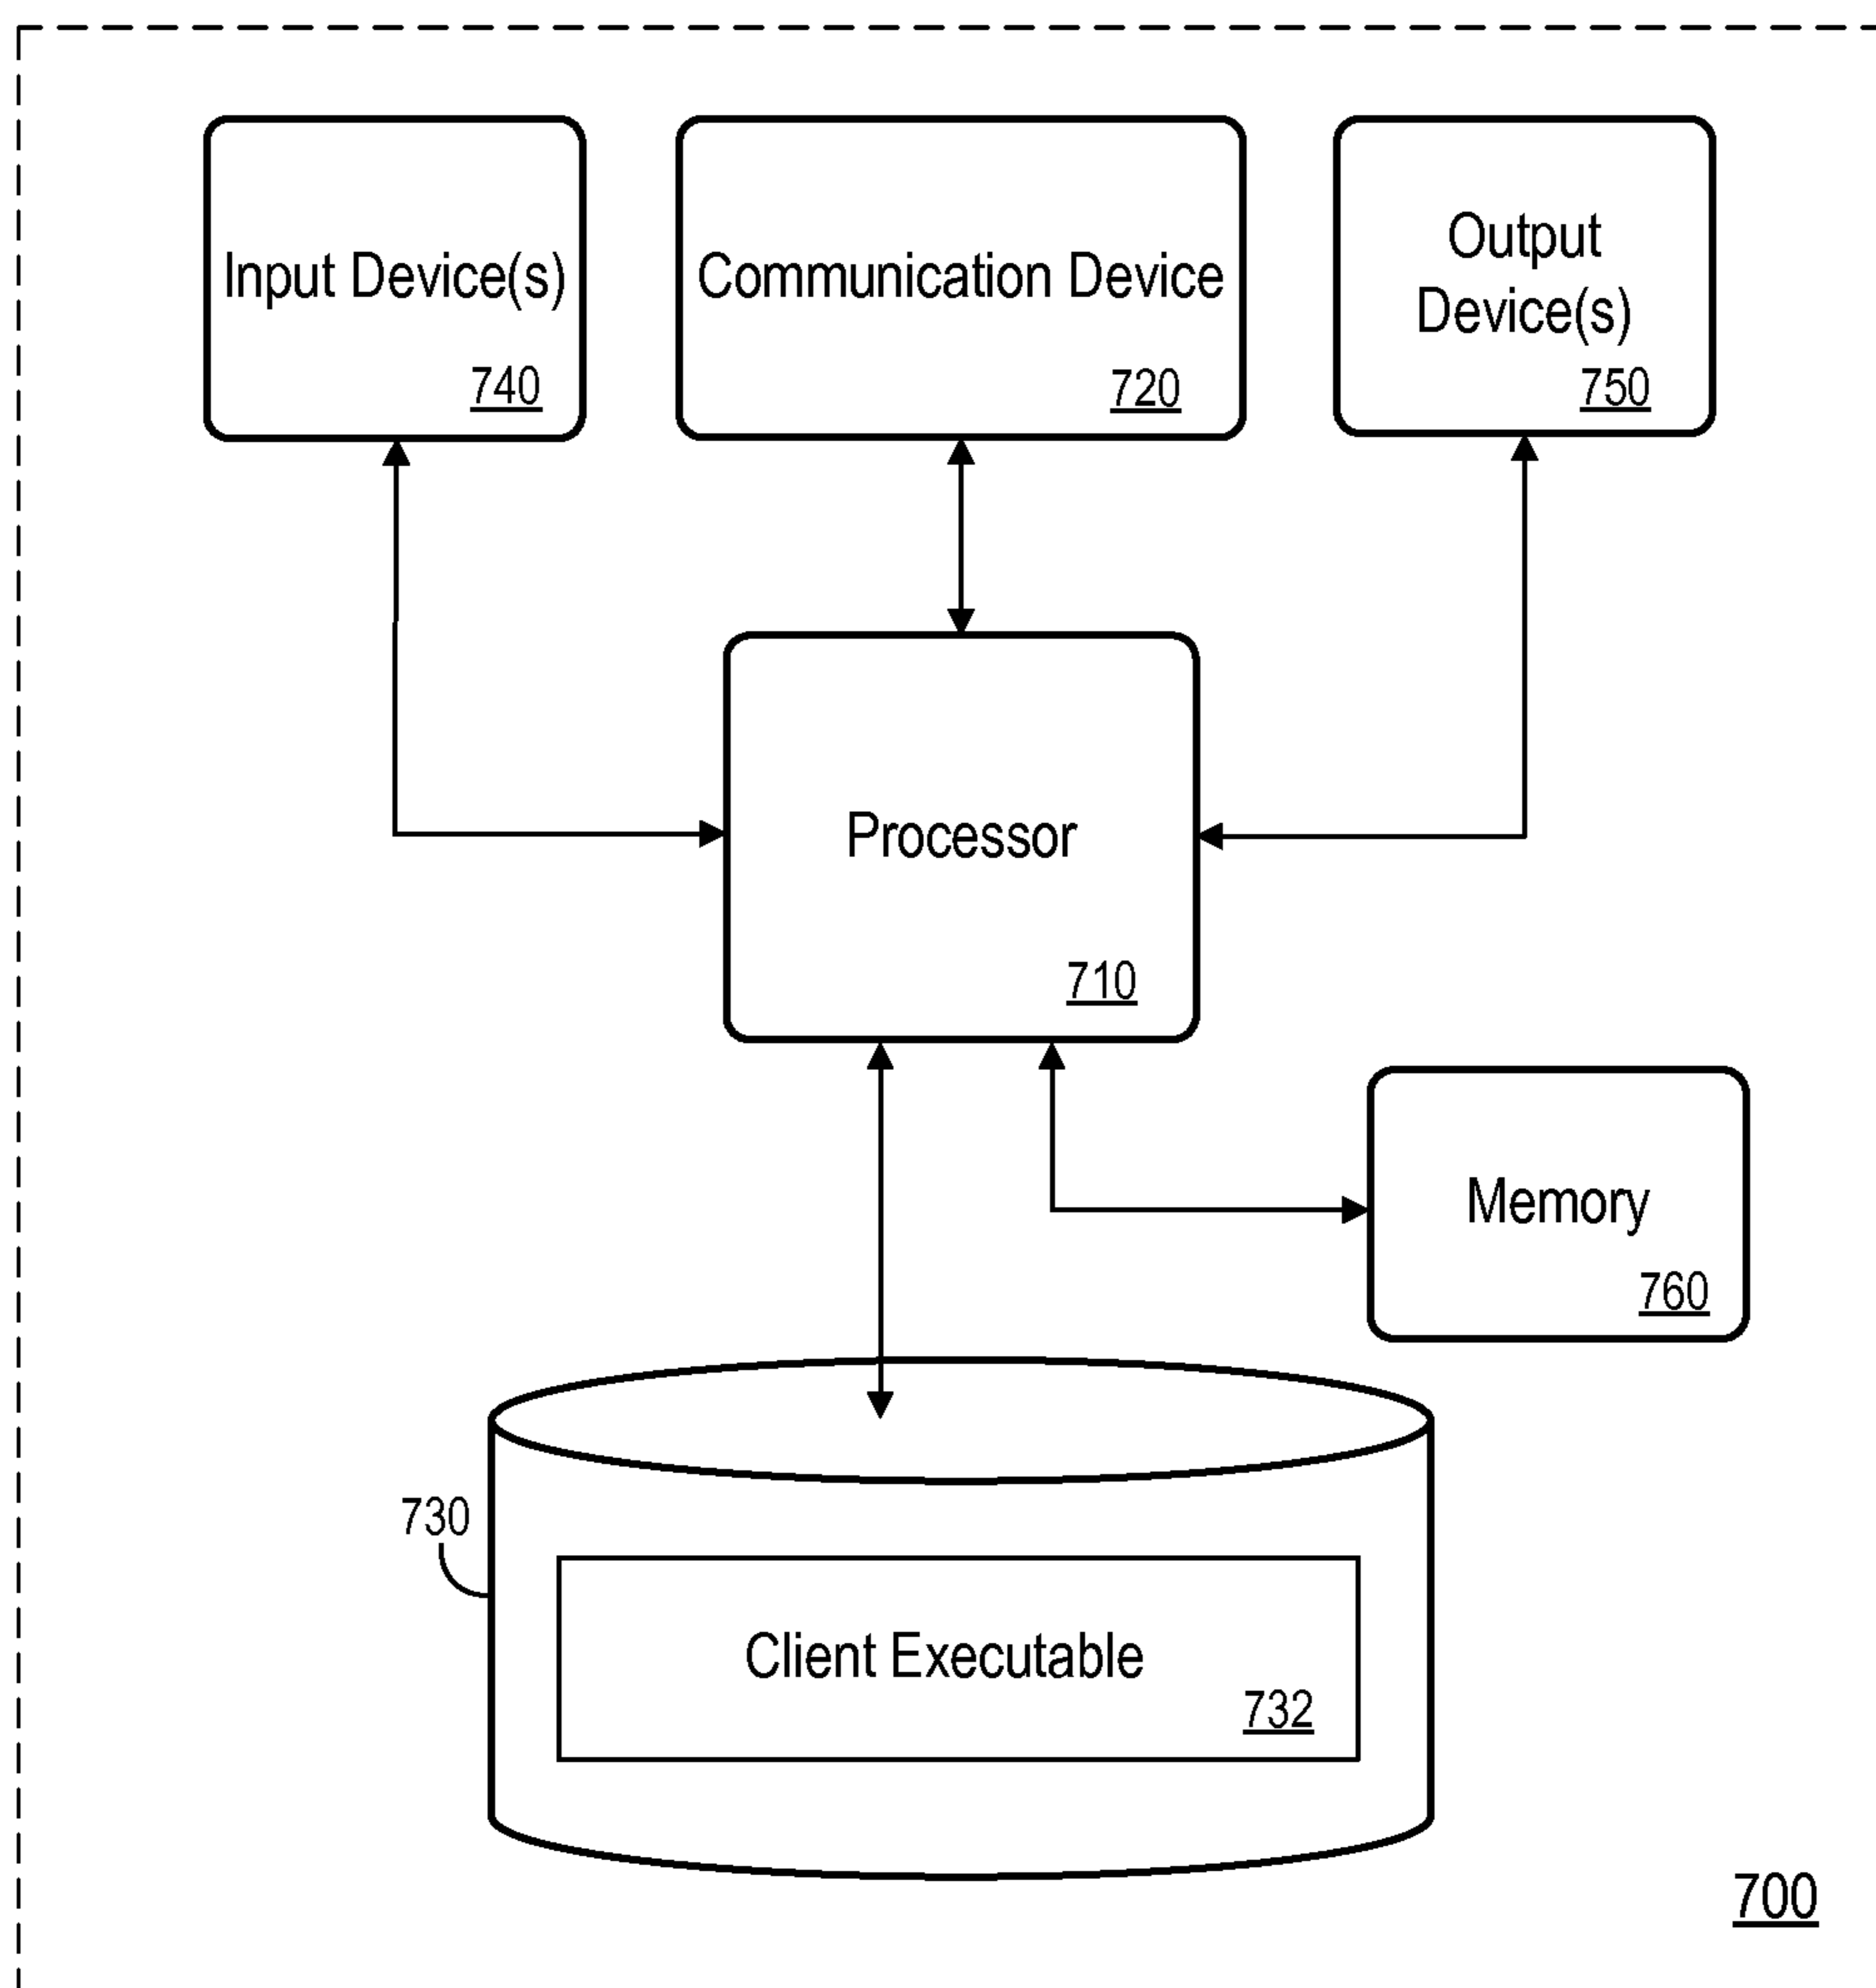 Input Device(s)
740
Communication Device
720
Output
Device(s)
750
Processor
710
Memory
760
730
Client Executable
732
700